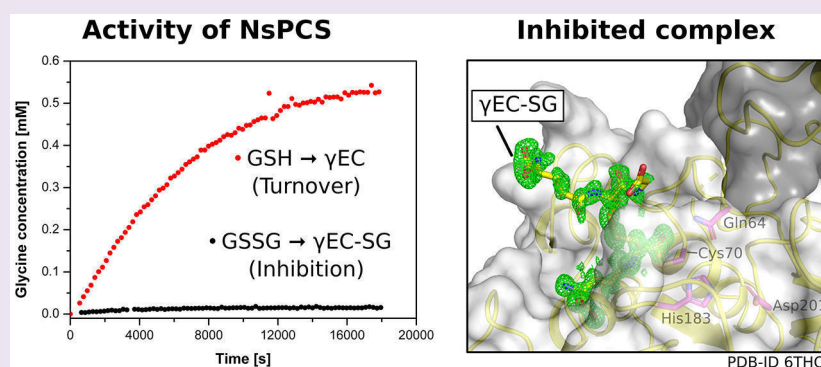 Activity of NsPCS
Glycine concentration [mM]
0.6
0.5
0.4
0.3
0.2
0.1
0.0
GSH → γEC
(Turnover)
GSSG → γEC-SG
(Inhibition)
0
4000
8000
12000
16000
20000
Time [s]
Inhibited complex
γEC-SG
Gln64
Cys70
His183
Asp201
PDB-ID 6THO